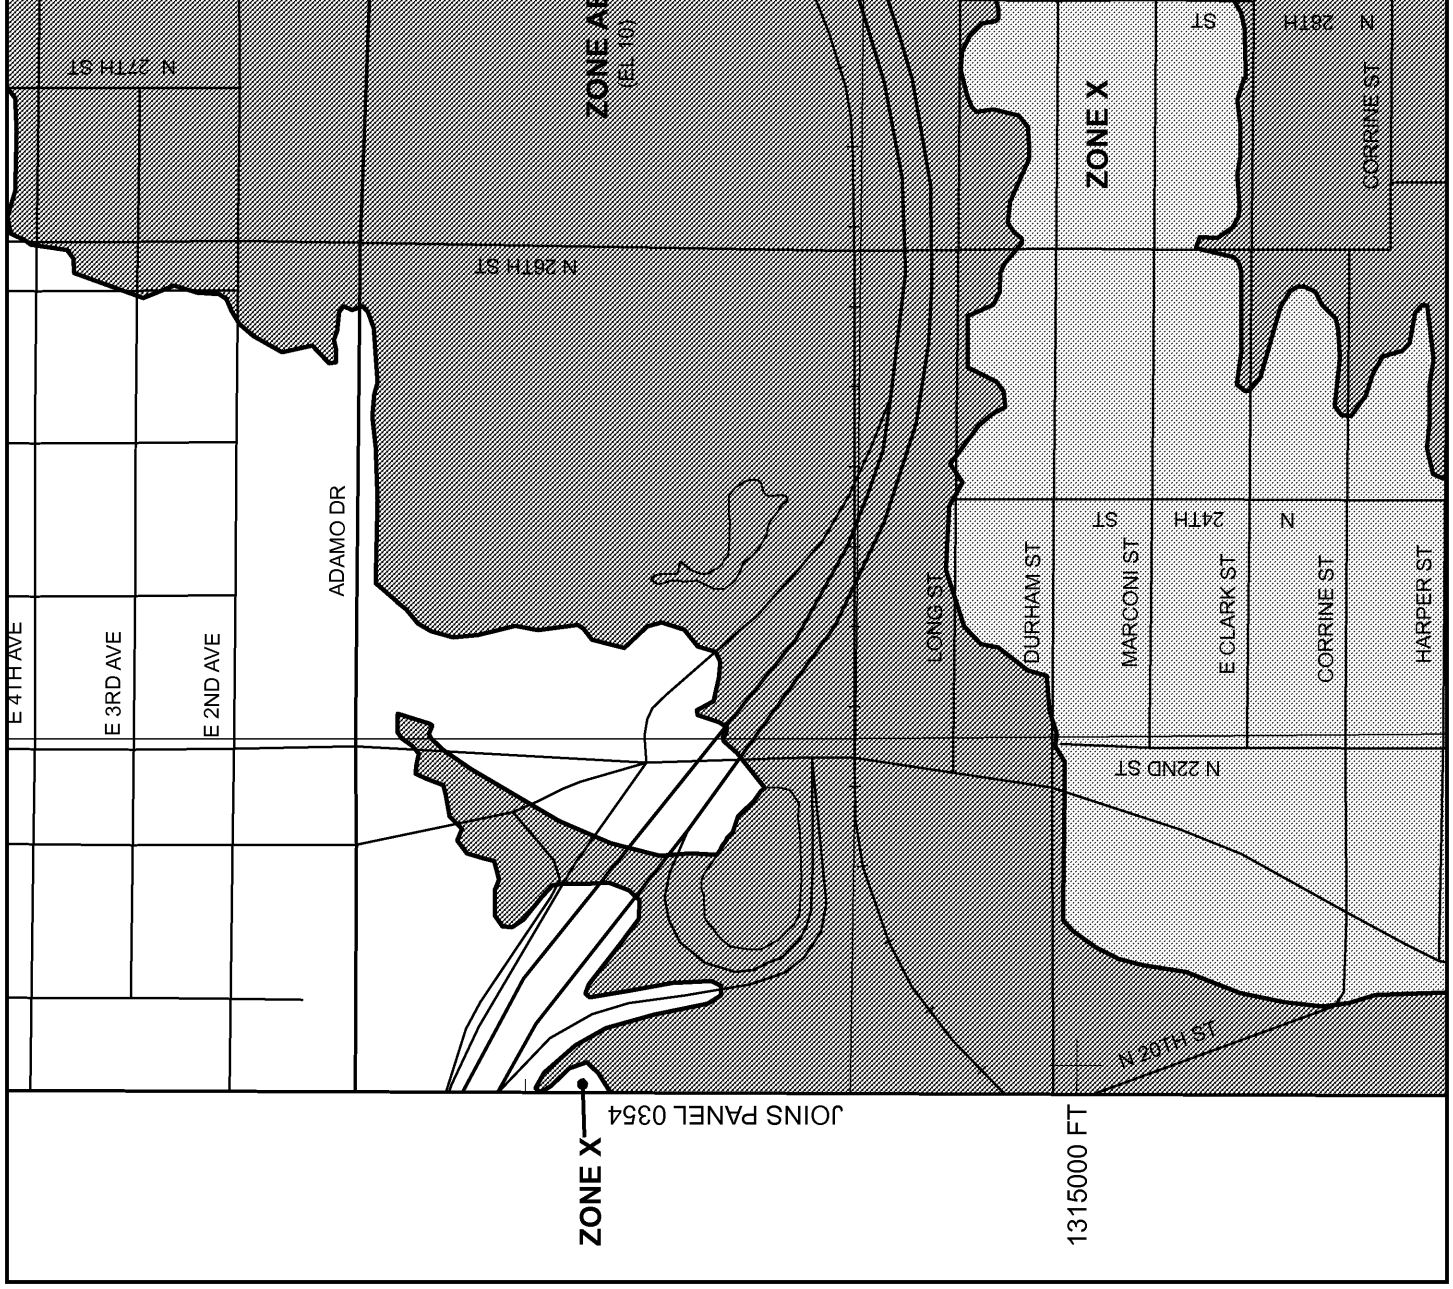 N 27TH ST
ZONE AE
(EL 10)
ST
28TH
N
CORRINE ST
ZONE X
N 26TH ST
ADAMO DR
ST
24TH
N
E 4TH AVE
E 3RD AVE
E 2ND AVE
LONG ST
DURHAM ST
MARCONI ST
E CLARK ST
CORRINE ST
HARPER ST
N 22ND ST
N 20TH ST
JOINS PANEL 0354
ZONE X
1315000 FT